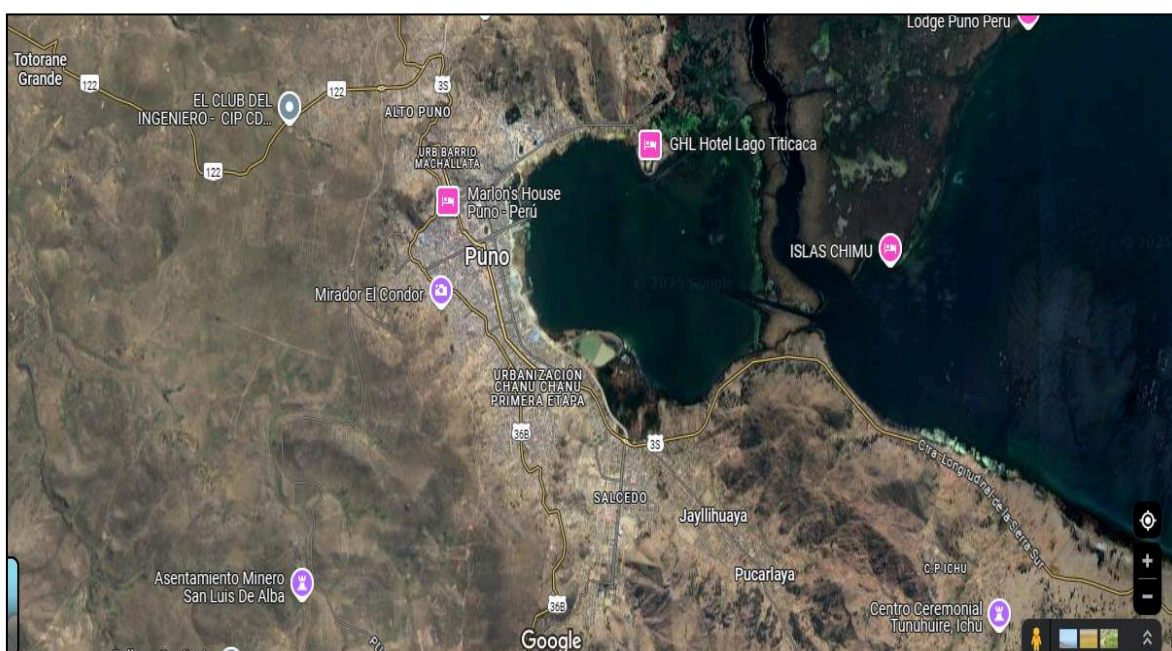 Lodge Puno Peru
Totorane
Grande
122
122
3S
EL CLUB DEL
INGENIERO - CIP CD...
ALTO PUNO
GHL Hotel Lago Titicaca
URB BARRIO
MACHALLATA
122
Marlon's House
Puno - Perú
Puno
ISLAS CHIMU
Mirador El Condor
© 2025 Google
URBANIZACIÓN
CHANU CHANU
PRIMERA ETAPA
36B
3S
Ctra. Longitudinal de la Sierra Sur
SALCEDO
Jayllihuaya
Pucarlaya
C.P ICHU
Asentamiento Minero
San Luis De Alba
36B
Centro Ceremonial
Tunuhuire, Ichu
Google